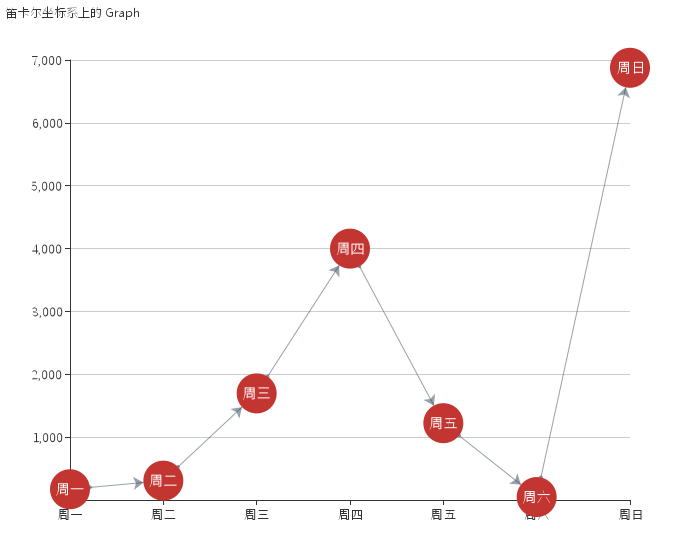 笛卡尔坐标系上的 Graph
7,000
6,000
5,000
4,000
3,000
2,000
1,000
周一
周二
周三
周四
周五
周六
周日
周一
周二
周三
周四
周五
周六
周日